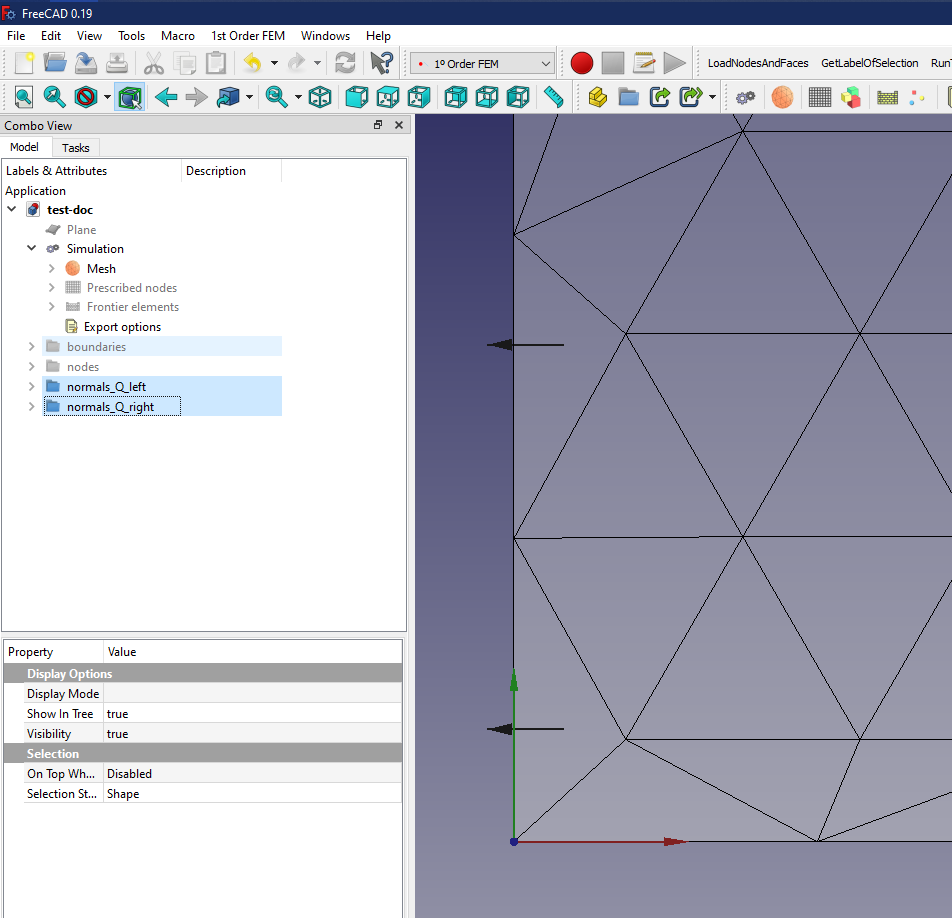 FreeCAD 0.19
File Edit View Tools Macro 1st Order FEM Windows Help
1º Order FEM LoadNodesAndFaces GetLabelOfSelection Run
Combo View
Model Tasks
Labels & Attributes Description
Application
test-doc
Plane
Simulation
Mesh
Prescribed nodes
Frontier elements
Export options
boundaries
nodes
normals_Q_left
normals_Q_right
Property Value
Display Options
Display Mode
Show In Tree true
Visibility true
Selection
On Top Wh... Disabled
Selection St... Shape